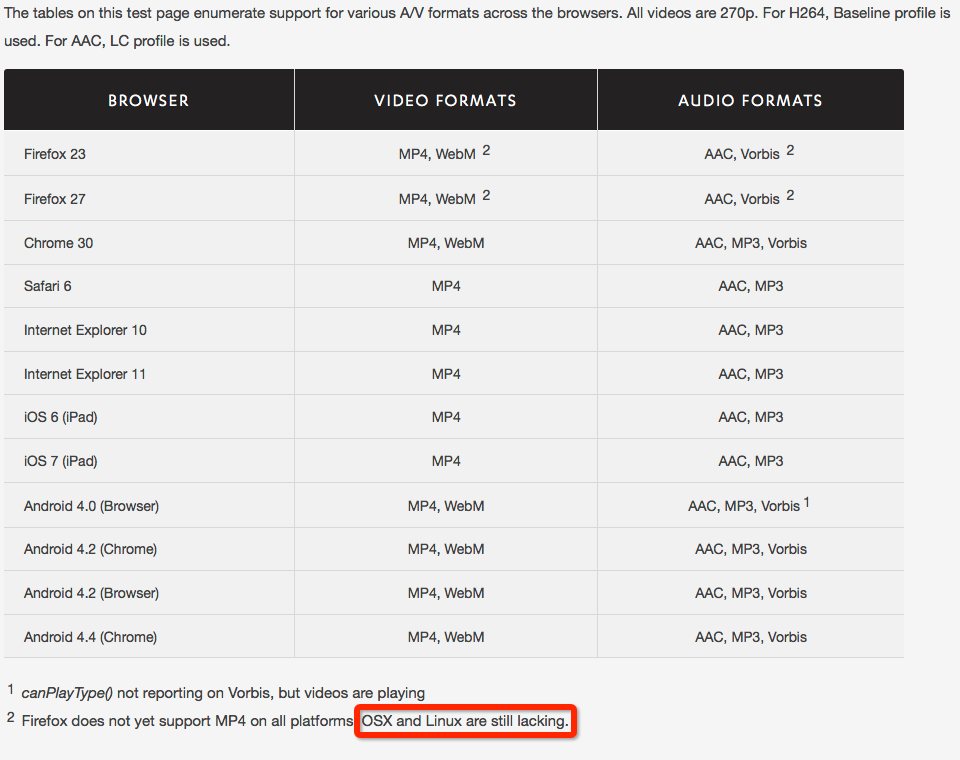 The tables on this test page enumerate support for various A/V formats across the browsers. All videos are 270p. For H264, Baseline profile is
used. For AAC, LC profile is used.
BROWSER VIDEO FORMATS AUDIO FORMATS
Firefox 23 MP4, WebM 2 AAC, Vorbis 2
Firefox 27 MP4, WebM 2 AAC, Vorbis 2
Chrome 30 MP4, WebM AAC, MP3, Vorbis
Safari 6 MP4 AAC, MP3
Internet Explorer 10 MP4 AAC, MP3
Internet Explorer 11 MP4 AAC, MP3
iOS 6 (iPad) MP4 AAC, MP3
iOS 7 (iPad) MP4 AAC, MP3
Android 4.0 (Browser) MP4, WebM AAC, MP3, Vorbis 1
Android 4.2 (Chrome) MP4, WebM AAC, MP3, Vorbis
Android 4.2 (Browser) MP4, WebM AAC, MP3, Vorbis
Android 4.4 (Chrome) MP4, WebM AAC, MP3, Vorbis
1 canPlayType() not reporting on Vorbis, but videos are playing
2 Firefox does not yet support MP4 on all platforms OSX and Linux are still lacking.